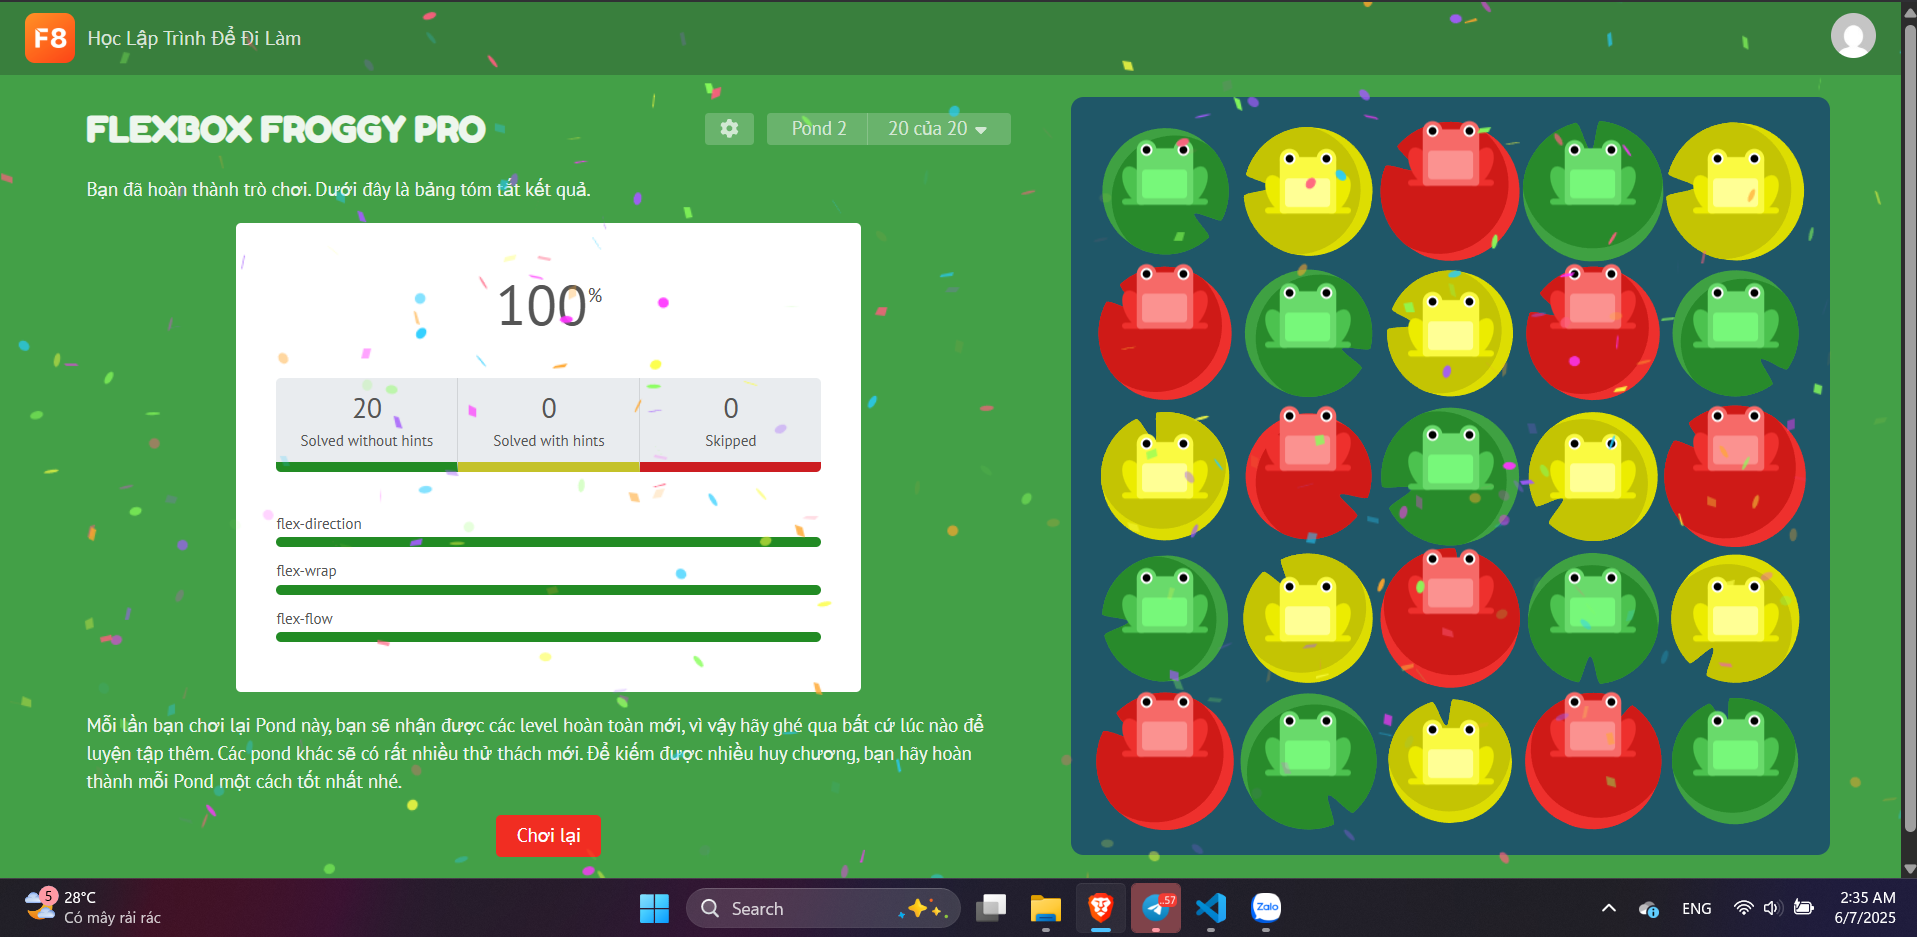 F8 Học Lập Trình Để Đi Làm
FLEXBOX FROGGY PRO
Pond 2 20 của 20
Bạn đã hoàn thành trò chơi. Dưới đây là bảng tóm tắt kết quả.
100%
20 0 0
Solved without hints Solved with hints Skipped
flex-direction
flex-wrap
flex-flow
Mỗi lần bạn chơi lại Pond này, bạn sẽ nhận được các level hoàn toàn mới, vì vậy hãy ghé qua bất cứ lúc nào để
luyện tập thêm. Các pond khác sẽ có rất nhiều thử thách mới. Để kiếm được nhiều huy chương, bạn hãy hoàn
thành mỗi Pond một cách tốt nhất nhé.
Chơi lại
5 28°C
Có mây rải rác
Search
..57
Zalo
ENG
2:35 AM
6/7/2025